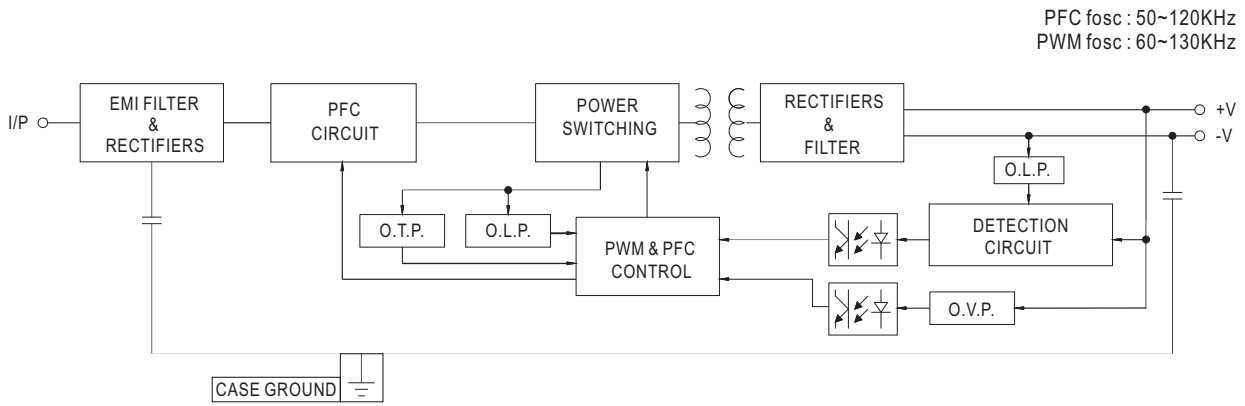 PFC fosc : 50~120KHz
PWM fosc : 60~130KHz
I/P
EMI FILTER
&
RECTIFIERS
PFC
CIRCUIT
POWER
SWITCHING
RECTIFIERS
&
FILTER
+V
-V
O.L.P.
O.T.P.
O.L.P.
PWM & PFC
CONTROL
DETECTION
CIRCUIT
O.V.P.
CASE GROUND